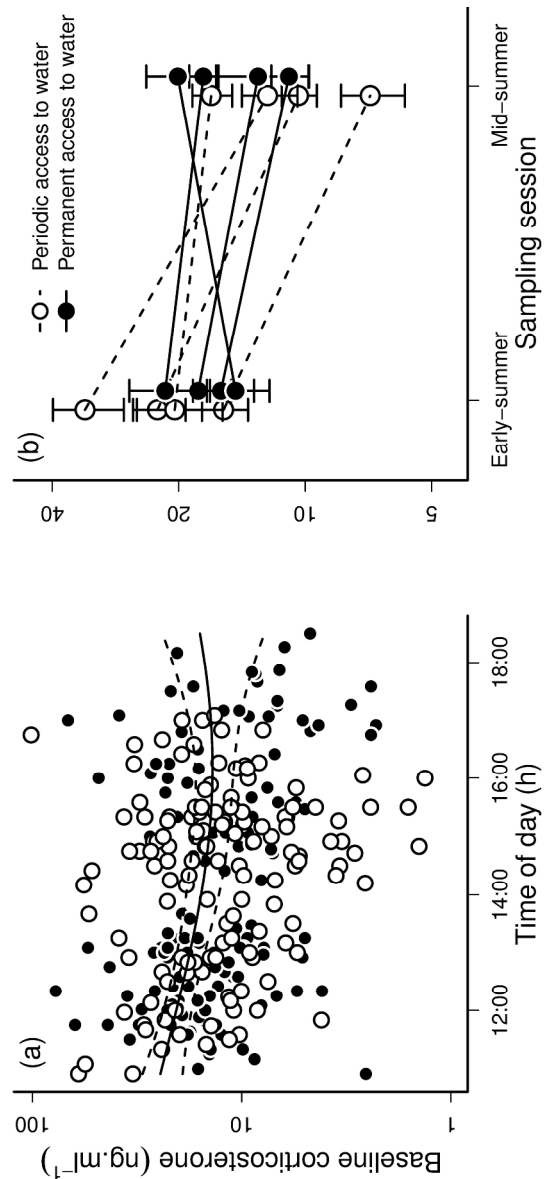 (a)
Baseline corticosterone (ng.ml⁻¹)
100
10
1
12:00
14:00
16:00
18:00
Time of day (h)
(b)
Periodic access to water
Permanent access to water
40
20
10
5
Early−summer
Mid−summer
Sampling session